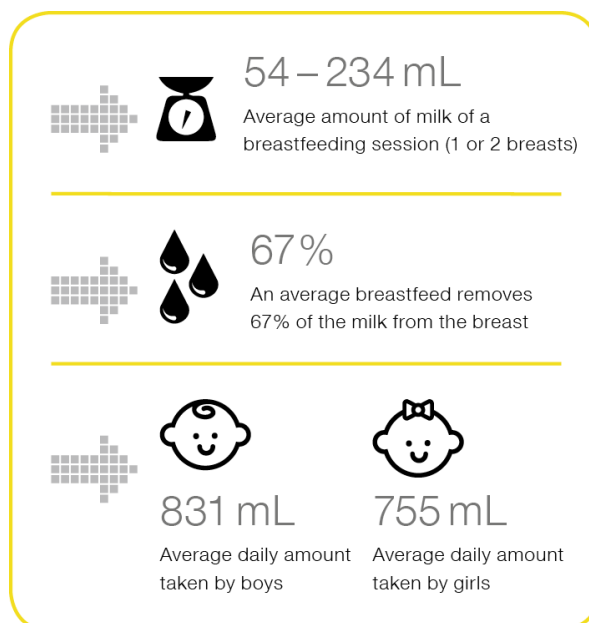 54 – 234 mL
Average amount of milk of a
breastfeeding session (1 or 2 breasts)
67 %
An average breastfeed removes
67% of the milk from the breast
831 mL
Average daily amount
taken by boys
755 mL
Average daily amount
taken by girls